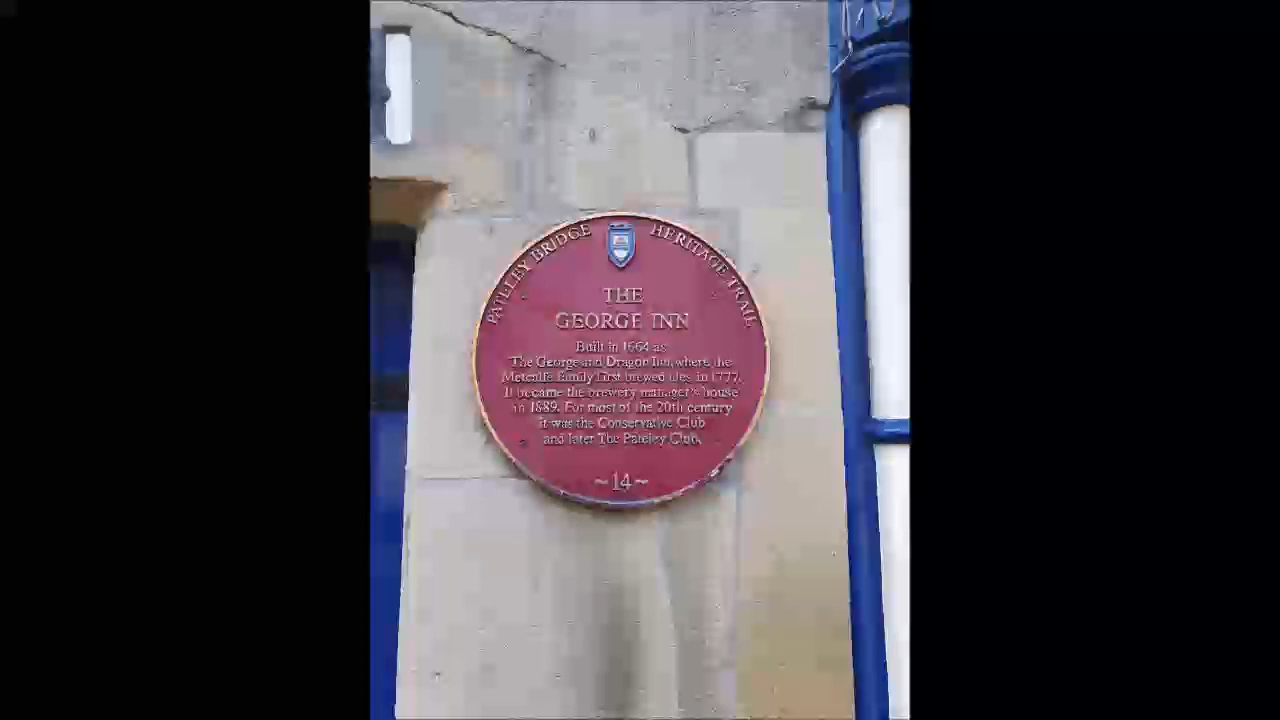 PATELEY BRIDGE HERITAGE TRAIL
THE
GEORGE INN
Built in 1664 as
The George and Dragon Inn, where the
Metcalfe family first brewed ales in 1777.
It became the brewery manager's house
in 1889. For most of the 20th century
it was the Conservative Club
and later The Pateley Club.
~14~